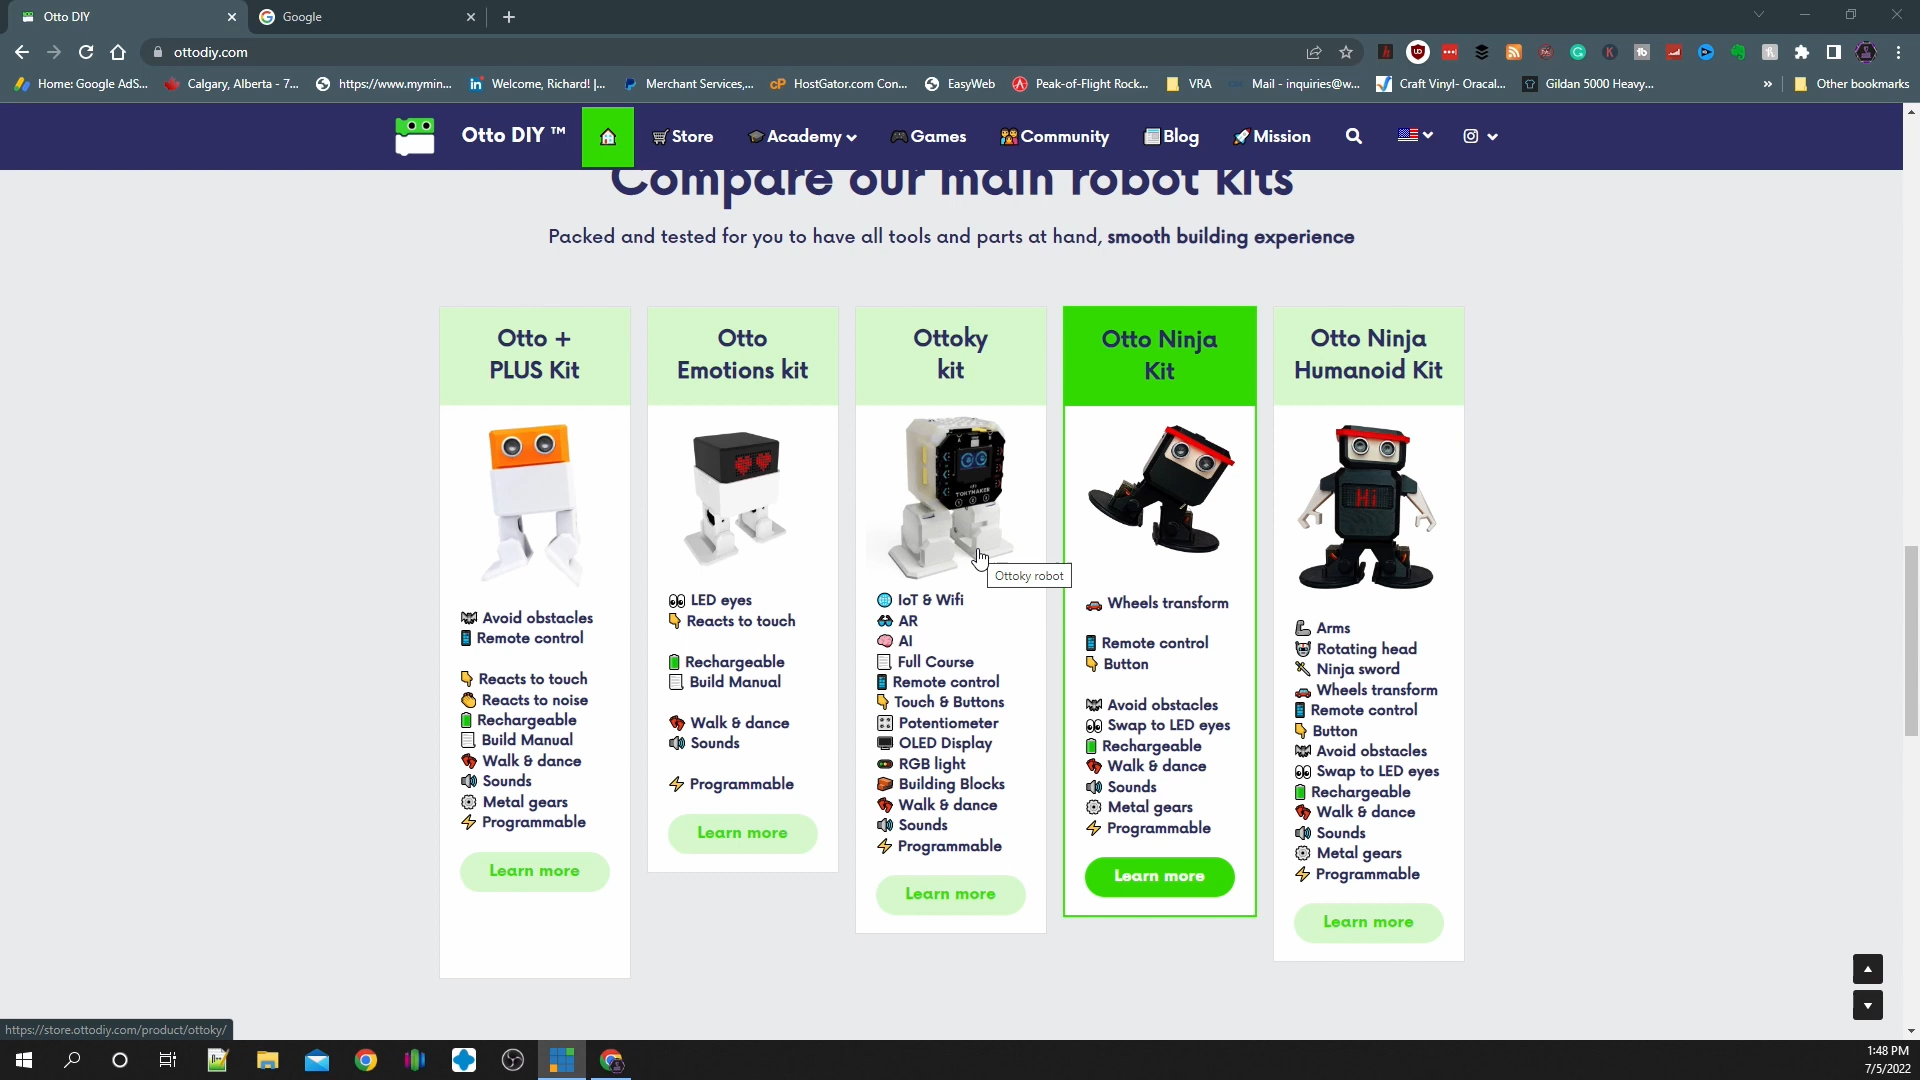 Otto DIY
Google
ottodiy.com
Home: Google AdS...
Calgary, Alberta - 7...
https://www.mymin...
Welcome, Richard! |...
Merchant Services,...
HostGator.com Con...
EasyWeb
Peak-of-Flight Rock...
VRA
Mail - inquiries@w...
Craft Vinyl- Oracal...
Gildan 5000 Heavy...
»
Other bookmarks
Otto DIY ™
Store
Academy
Games
Community
Blog
Mission
Compare our main robot kits
Packed and tested for you to have all tools and parts at hand, smooth building experience
Otto +
PLUS Kit
Avoid obstacles
Remote control
Reacts to touch
Reacts to noise
Rechargeable
Build Manual
Walk & dance
Sounds
Metal gears
Programmable
Learn more
Otto
Emotions kit
LED eyes
Reacts to touch
Rechargeable
Build Manual
Walk & dance
Sounds
Programmable
Learn more
Ottoky
kit
TOKYMAKER
Ottoky robot
IoT & Wifi
AR
AI
Full Course
Remote control
Touch & Buttons
Potentiometer
OLED Display
RGB light
Building Blocks
Walk & dance
Sounds
Programmable
Learn more
Otto Ninja
Kit
Wheels transform
Remote control
Button
Avoid obstacles
Swap to LED eyes
Rechargeable
Walk & dance
Sounds
Metal gears
Programmable
Learn more
Otto Ninja
Humanoid Kit
Hi
Arms
Rotating head
Ninja sword
Wheels transform
Remote control
Button
Avoid obstacles
Swap to LED eyes
Rechargeable
Walk & dance
Sounds
Metal gears
Programmable
Learn more
https://store.ottodiy.com/product/ottoky/
1:48 PM
7/5/2022